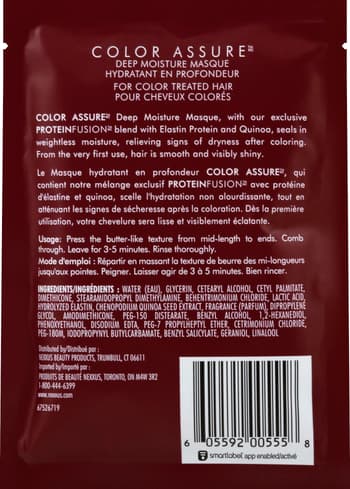 COLOR ASSURE℠
DEEP MOISTURE MASQUE
HYDRATANT EN PROFONDEUR
FOR COLOR TREATED HAIR
POUR CHEVEUX COLORÉS
COLOR ASSURE℠ Deep Moisture Masque, with our exclusive
PROTEINFUSION℠ blend with Elastin Protein and Quinoa, seals in
weightless moisture, relieving signs of dryness after coloring.
From the very first use, hair is smooth and visibly shiny.
Le Masque hydratant en profondeur COLOR ASSURE℠, qui
contient notre mélange exclusif PROTEINFUSION℠ avec protéine
d'élastine et quinoa, scelle l'hydratation non alourdissante, tout en
atténuant les signes de sécheresse après la coloration. Dès la première
utilisation, votre chevelure sera lisse et visiblement éclatante.
Usage: Press the butter-like texture from mid-length to ends. Comb
through. Leave for 3-5 minutes. Rinse thoroughly.
Mode d'emploi : Répartir en massant la texture de beurre des mi-longueurs
jusqu'aux pointes. Peigner. Laisser agir de 3 à 5 minutes. Bien rincer.
INGREDIENTS/INGRÉDIENTS : WATER (EAU), GLYCERIN, CETEARYL ALCOHOL, CETYL PALMITATE,
DIMETHICONE, STEARAMIDOPROPYL DIMETHYLAMINE, BEHENTRIMONIUM CHLORIDE, LACTIC ACID,
HYDROLYZED ELASTIN, CHENOPODIUM QUINOA SEED EXTRACT, FRAGRANCE (PARFUM), DIPROPYLENE
GLYCOL, AMODIMETHICONE, PEG-150 DISTEARATE, BENZYL ALCOHOL, 1,2-HEXANEDIOL,
PHENOXYETHANOL, DISODIUM EDTA, PEG-7 PROPYLHEPTYL ETHER, CETRIMONIUM CHLORIDE,
PEG-180, IODOPROPYNYL BUTYLCARBAMATE, BENZYL SALICYLATE, GERANIOL, LINALOOL
Distributed by/Distribué par :
NEXXUS BEAUTY PRODUCTS, TRUMBULL, CT 06611
Imported by/Importé par :
PRODUITS DE BEAUTÉ NEXXUS, TORONTO, ON M4W 3R2
1-800-444-6399
www.nexxus.com
67526719
6 05592 00555 8
smartlabel® app enabled/activé